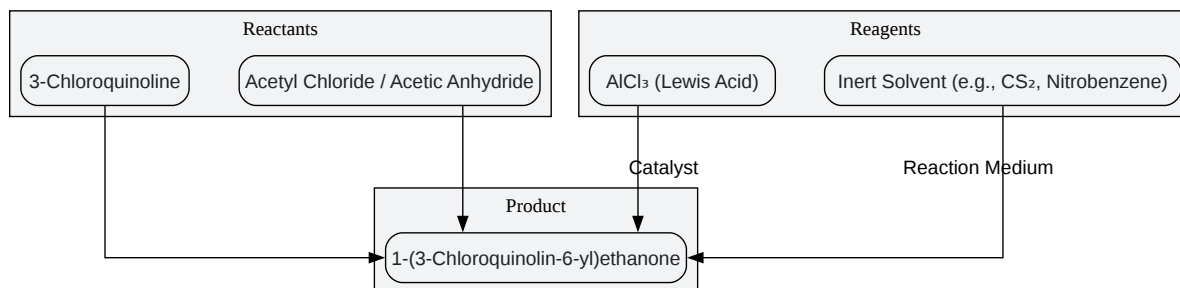 Reactants
Reagents
3-Chloroquinoline
Acetyl Chloride / Acetic Anhydride
AlCl₃ (Lewis Acid)
Inert Solvent (e.g., CS₂, Nitrobenzene)
Catalyst
Reaction Medium
Product
1-(3-Chloroquinolin-6-yl)ethanone